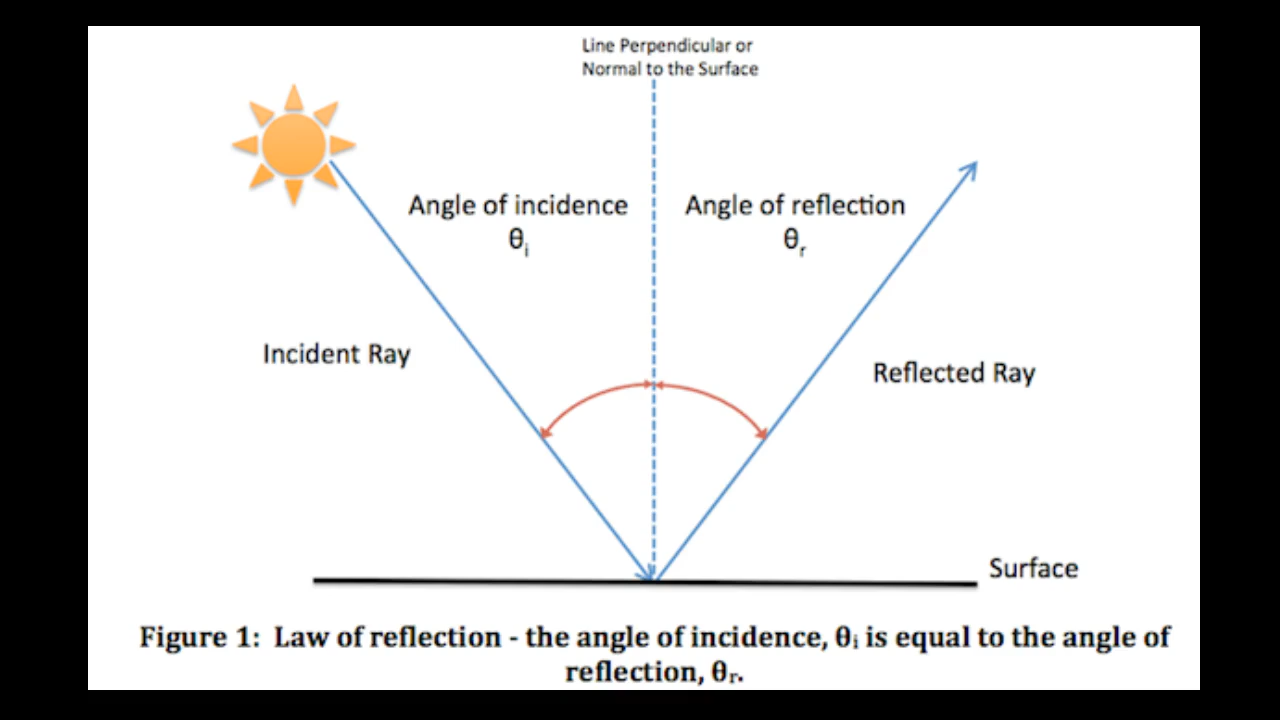 Line Perpendicular or
Normal to the Surface
Angle of incidence
θi
Angle of reflection
θr
Incident Ray
Reflected Ray
Surface
Figure 1: Law of reflection - the angle of incidence, θi is equal to the angle of
reflection, θr.